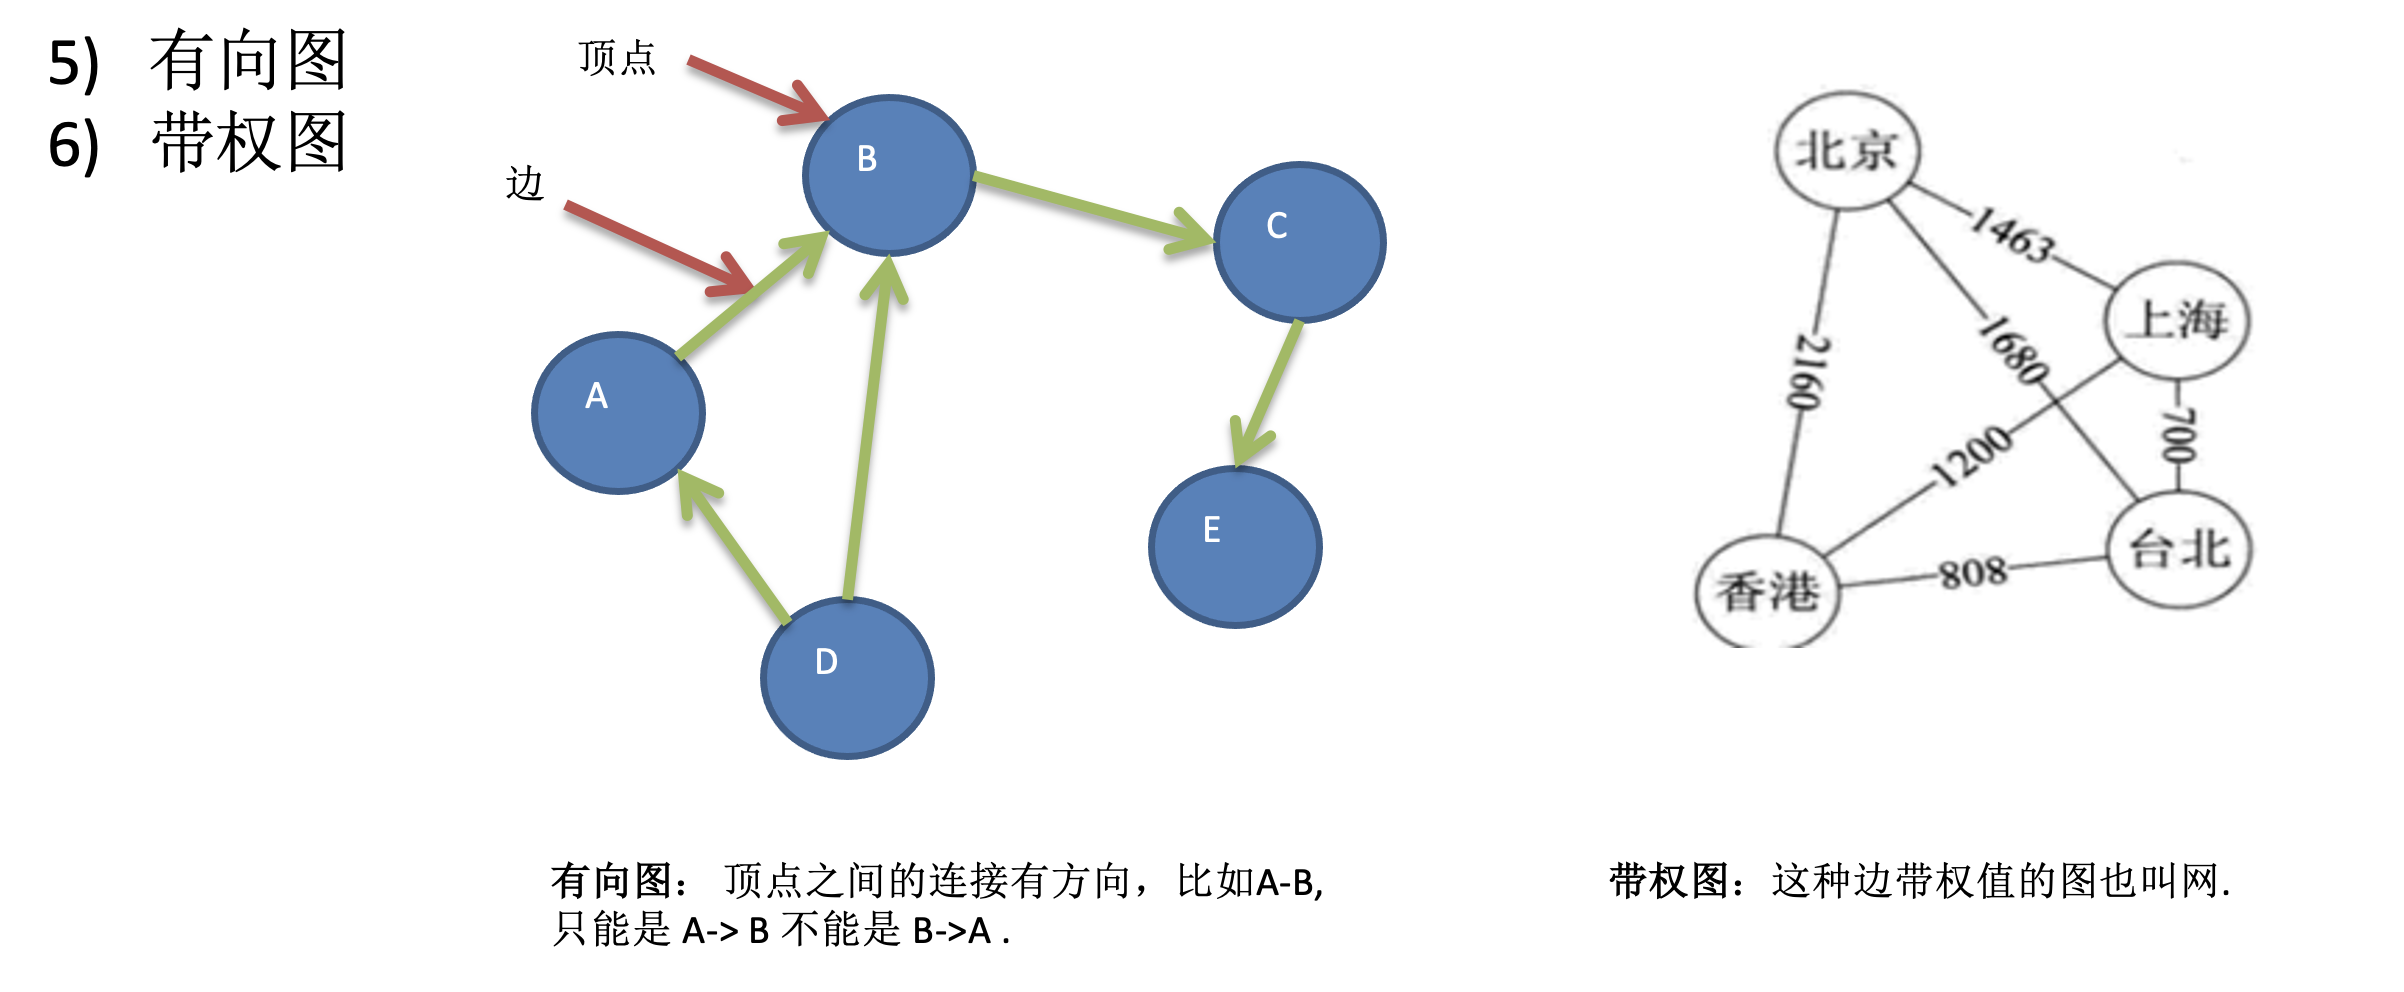 5) 有向图
6) 带权图
顶点
边
B
C
A
E
D
北京
1463
上海
2160
1680
1200
700
香港
808
台北
有向图： 顶点之间的连接有方向，比如A-B,
只能是 A-> B 不能是 B->A .
带权图：这种边带权值的图也叫网.